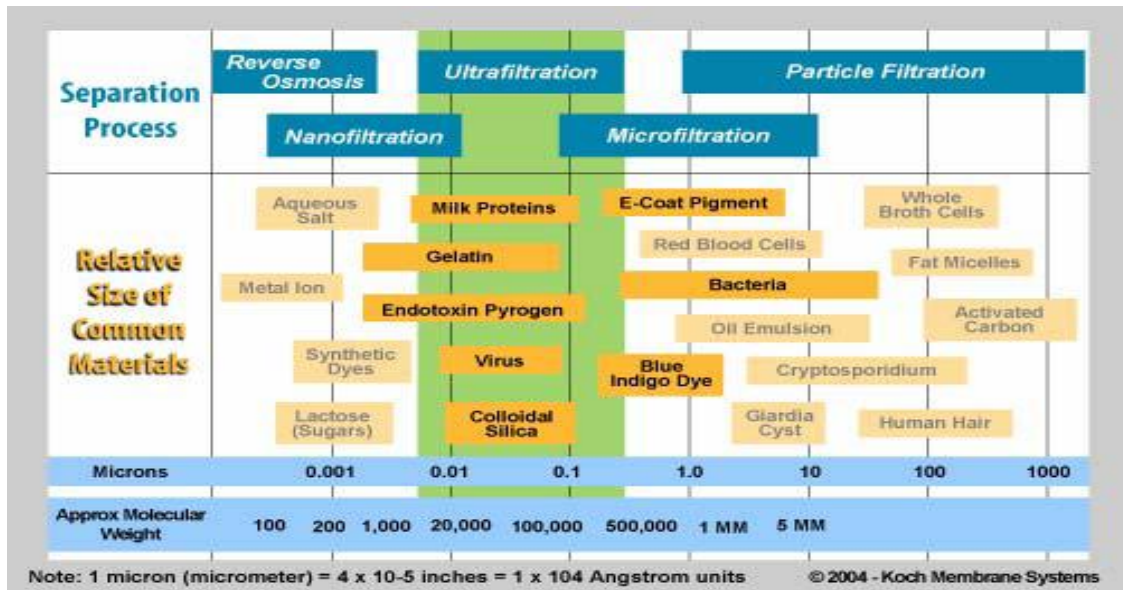 Separation
Process
Reverse
Osmosis
Ultrafiltration
Particle Filtration
Nanofiltration
Microfiltration
Relative
Size of
Common
Materials
Aqueous
Salt
Milk Proteins
E-Coat Pigment
Whole
Broth Cells
Gelatin
Red Blood Cells
Fat Micelles
Metal Ion
Bacteria
Endotoxin Pyrogen
Oil Emulsion
Activated
Carbon
Synthetic
Dyes
Virus
Blue
Indigo Dye
Cryptosporidium
Lactose
(Sugars)
Colloidal
Silica
Giardia
Cyst
Human Hair
Microns 0.001 0.01 0.1 1.0 10 100 1000
Approx Molecular
Weight
100 200 1,000 20,000 100,000 500,000 1 MM 5 MM
Note: 1 micron (micrometer) = 4 x 10-5 inches = 1 x 104 Angstrom units © 2004 - Koch Membrane Systems